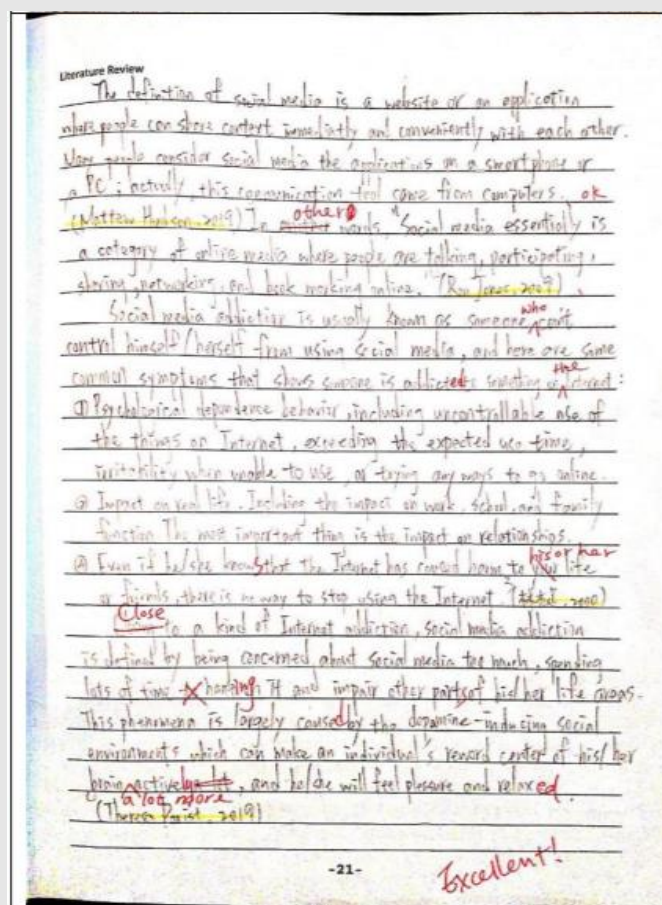 Literature Review
The definition of social media is a website or an application
where people can share content immediatly and conveniently with each other.
Many people consider social media the applications on a smartphone or
a PC; actually, this communication tool came from computers. ok
(Matthew Hudson, 2019) In other words, "Social media essentially is
a category of online media where people are talking, participating,
sharing, networking, and book marking online." (Ron Jones, 2009).
Social media addiction is usually known as someone who can't
control himself/herself from using social media, and here are some
common symptoms that shows someone is addicted to something on the Internet:
① Psychological dependence behavior, including uncontrollable use of
the things on Internet, exceeding the expected use time,
irritability when unable to use, or trying any ways to go online.
② Impact on real life. Including the impact on work, school, and family
function The most important thing is the impact on relationships.
Even if he/she knows that the Internet has caused harm to his or her life
or friends, there is no way to stop using the Internet. 2000)
Close to a kind of Internet addiction, social media addiction
is defined by being concerned about social media too much, spending
lots of time handling it and impair other parts of his/her life areas.
This phenomena is largely caused by the dopamine-inducing social
environments which can make an individual's reward center of his/her
brain active a lot more, and he/she will feel pleasure and relaxed.
(Theresa 2019)
-21-
Excellent!